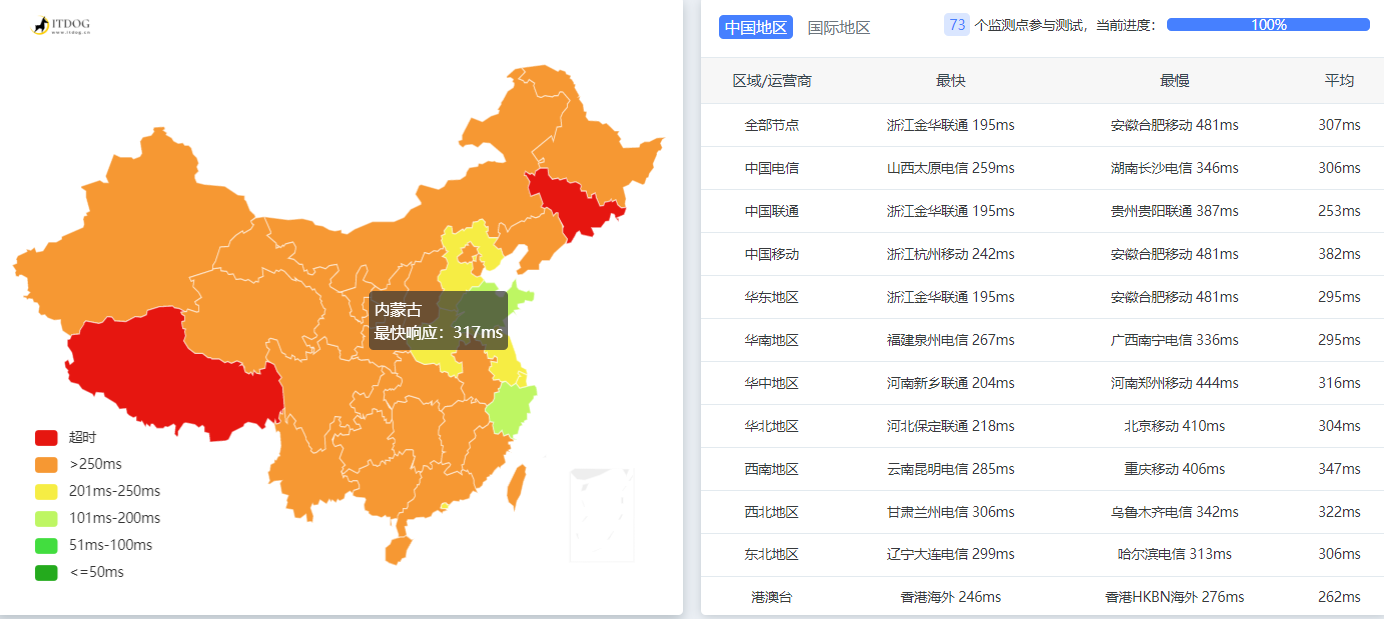 ITDOG
www.itdog.cn
内蒙古
最快响应：317ms
超时
>250ms
201ms-250ms
101ms-200ms
51ms-100ms
<=50ms
中国地区 国际地区 73 个监测点参与测试，当前进度： 100%
区域/运营商 最快 最慢 平均
全部节点 浙江金华联通 195ms 安徽合肥移动 481ms 307ms
中国电信 山西太原电信 259ms 湖南长沙电信 346ms 306ms
中国联通 浙江金华联通 195ms 贵州贵阳联通 387ms 253ms
中国移动 浙江杭州移动 242ms 安徽合肥移动 481ms 382ms
华东地区 浙江金华联通 195ms 安徽合肥移动 481ms 295ms
华南地区 福建泉州电信 267ms 广西南宁电信 336ms 295ms
华中地区 河南新乡联通 204ms 河南郑州移动 444ms 316ms
华北地区 河北保定联通 218ms 北京移动 410ms 304ms
西南地区 云南昆明电信 285ms 重庆移动 406ms 347ms
西北地区 甘肃兰州电信 306ms 乌鲁木齐电信 342ms 322ms
东北地区 辽宁大连电信 299ms 哈尔滨电信 313ms 306ms
港澳台 香港海外 246ms 香港HKBN海外 276ms 262ms